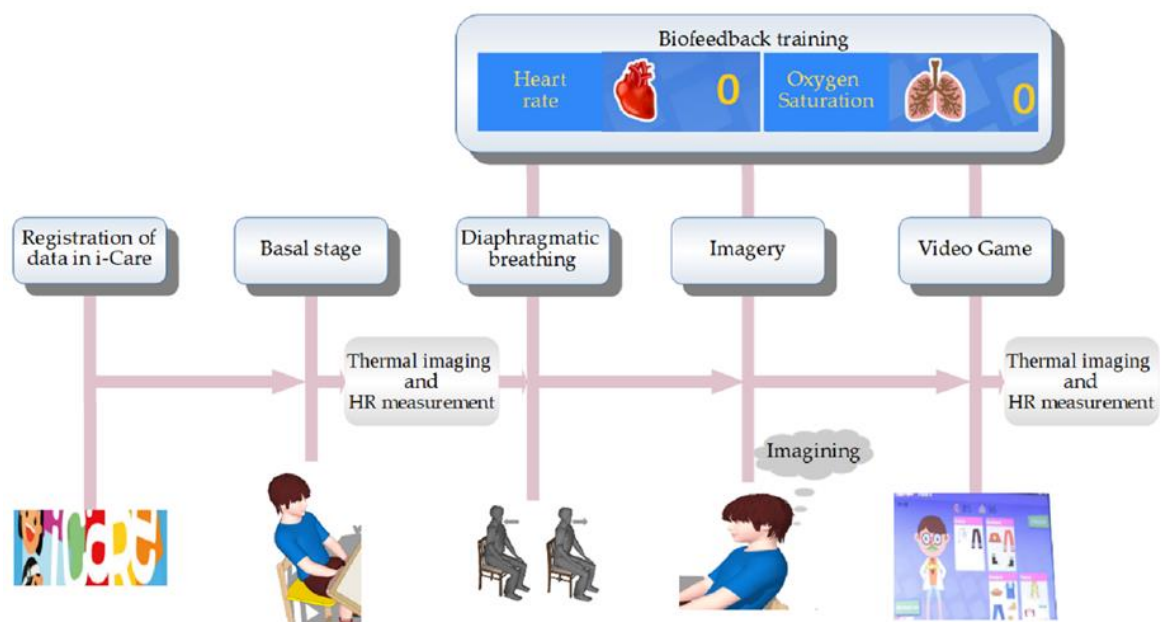 Biofeedback training
Heart
rate
0
Oxygen
Saturation
0
Registration of
data in i-Care
Basal stage
Diaphragmatic
breathing
Imagery
Video Game
Thermal imaging
and
HR measurement
Thermal imaging
and
HR measurement
Imagining
iCaRE